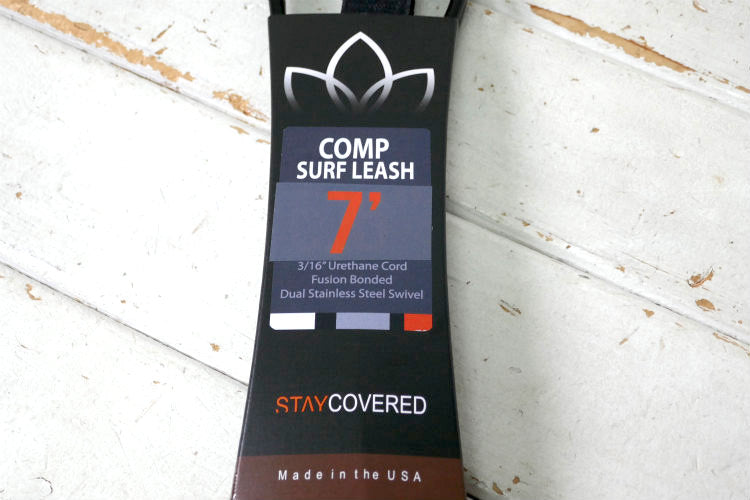 COMP
SURF LEASH
7’
3/16” Urethane Cord
Fusion Bonded
Dual Stainless Steel Swivel
STAYCOVERED
Made in the USA